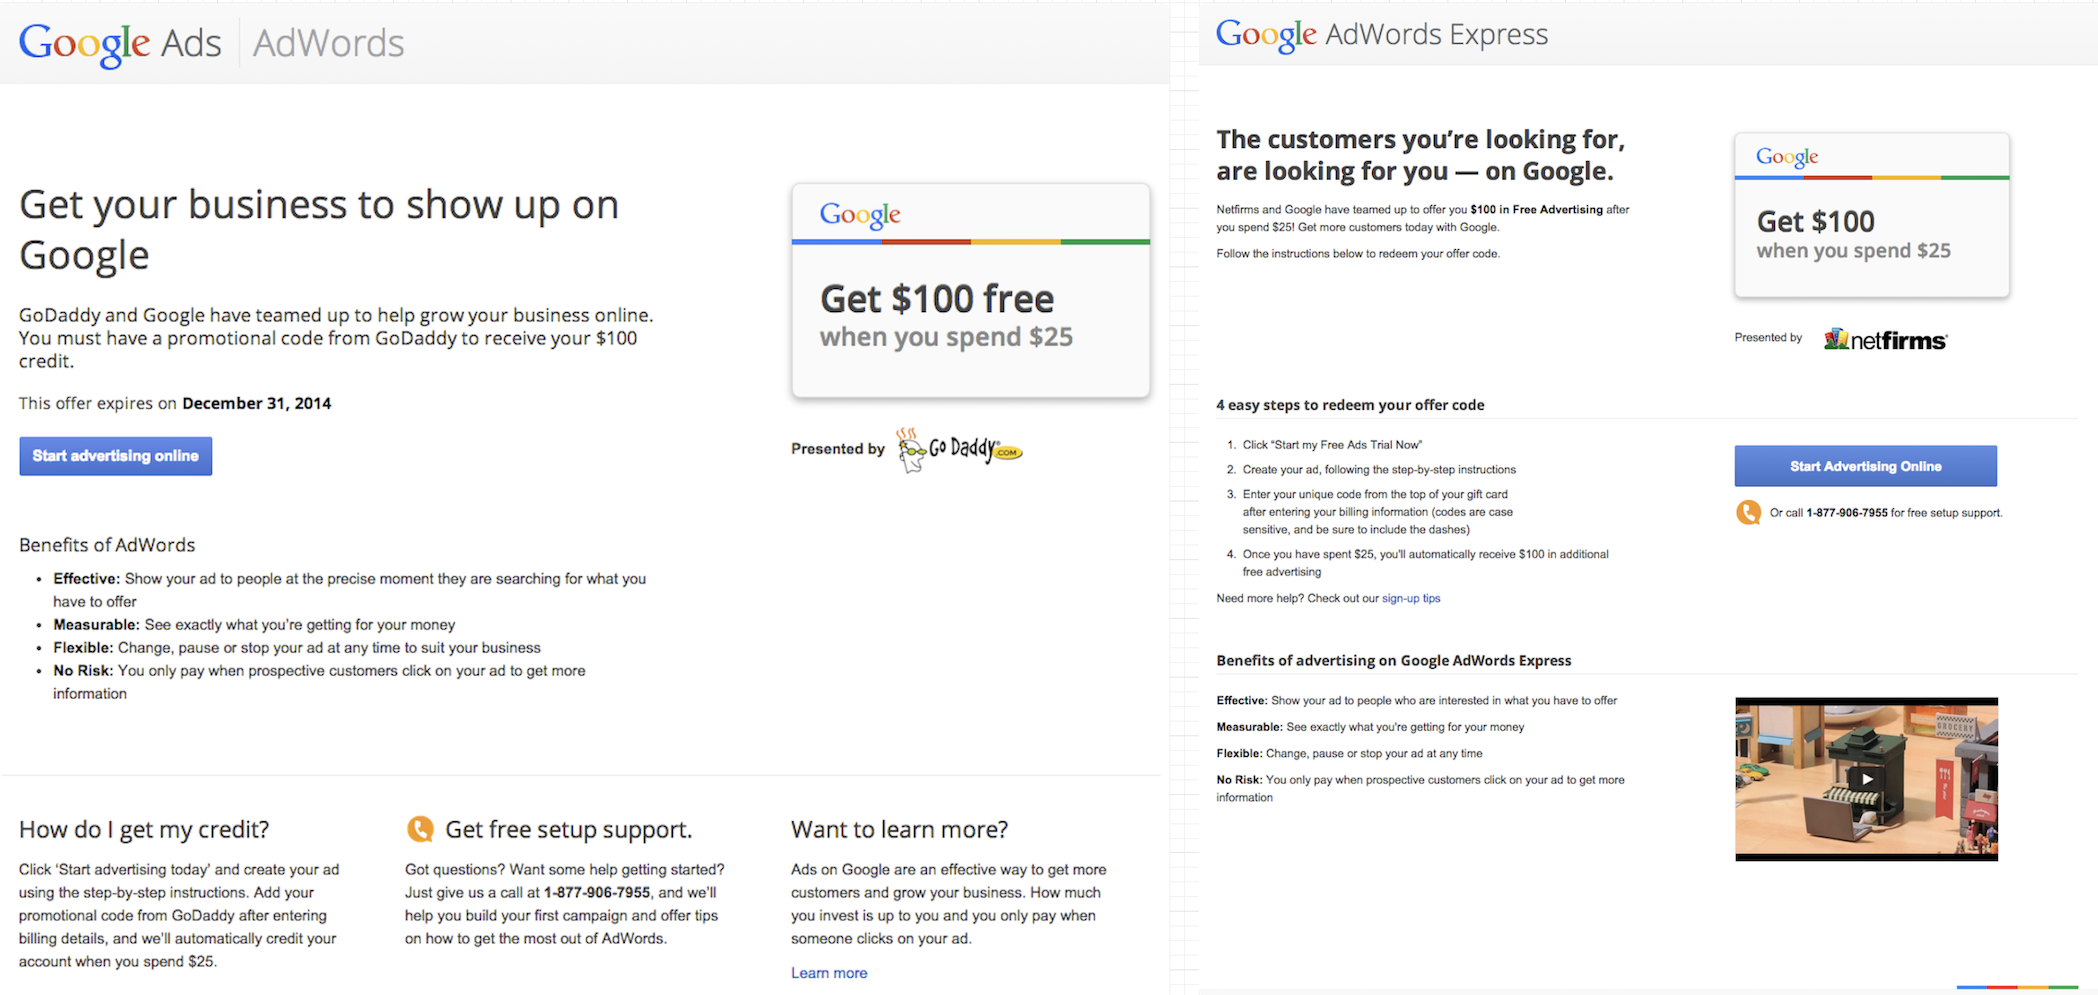 Google Ads AdWords
Get your business to show up on
Google
GoDaddy and Google have teamed up to help grow your business online.
You must have a promotional code from GoDaddy to receive your $100
credit.
This offer expires on December 31, 2014
Start advertising online
Google
Get $100 free
when you spend $25
Presented by Go Daddy .COM
Benefits of AdWords
• Effective: Show your ad to people at the precise moment they are searching for what you
have to offer
• Measurable: See exactly what you're getting for your money
• Flexible: Change, pause or stop your ad at any time to suit your business
• No Risk: You only pay when prospective customers click on your ad to get more
information
How do I get my credit?
Click 'Start advertising today' and create your ad
using the step-by-step instructions. Add your
promotional code from GoDaddy after entering
billing details, and we'll automatically credit your
account when you spend $25.
Get free setup support.
Got questions? Want some help getting started?
Just give us a call at 1-877-906-7955, and we'll
help you build your first campaign and offer tips
on how to get the most out of AdWords.
Want to learn more?
Ads on Google are an effective way to get more
customers and grow your business. How much
you invest is up to you and you only pay when
someone clicks on your ad.
Learn more
Google AdWords Express
The customers you're looking for,
are looking for you — on Google.
Netfirms and Google have teamed up to offer you $100 in Free Advertising after
you spend $25! Get more customers today with Google.
Follow the instructions below to redeem your offer code.
Google
Get $100
when you spend $25
Presented by netfirms®
4 easy steps to redeem your offer code
1. Click "Start my Free Ads Trial Now"
2. Create your ad, following the step-by-step instructions
3. Enter your unique code from the top of your gift card
after entering your billing information (codes are case
sensitive, and be sure to include the dashes)
4. Once you have spent $25, you'll automatically receive $100 in additional
free advertising
Need more help? Check out our sign-up tips
Start Advertising Online
Or call 1-877-906-7955 for free setup support.
Benefits of advertising on Google AdWords Express
Effective: Show your ad to people who are interested in what you have to offer
Measurable: See exactly what you're getting for your money
Flexible: Change, pause or stop your ad at any time
No Risk: You only pay when prospective customers click on your ad to get more
information
GROCERY